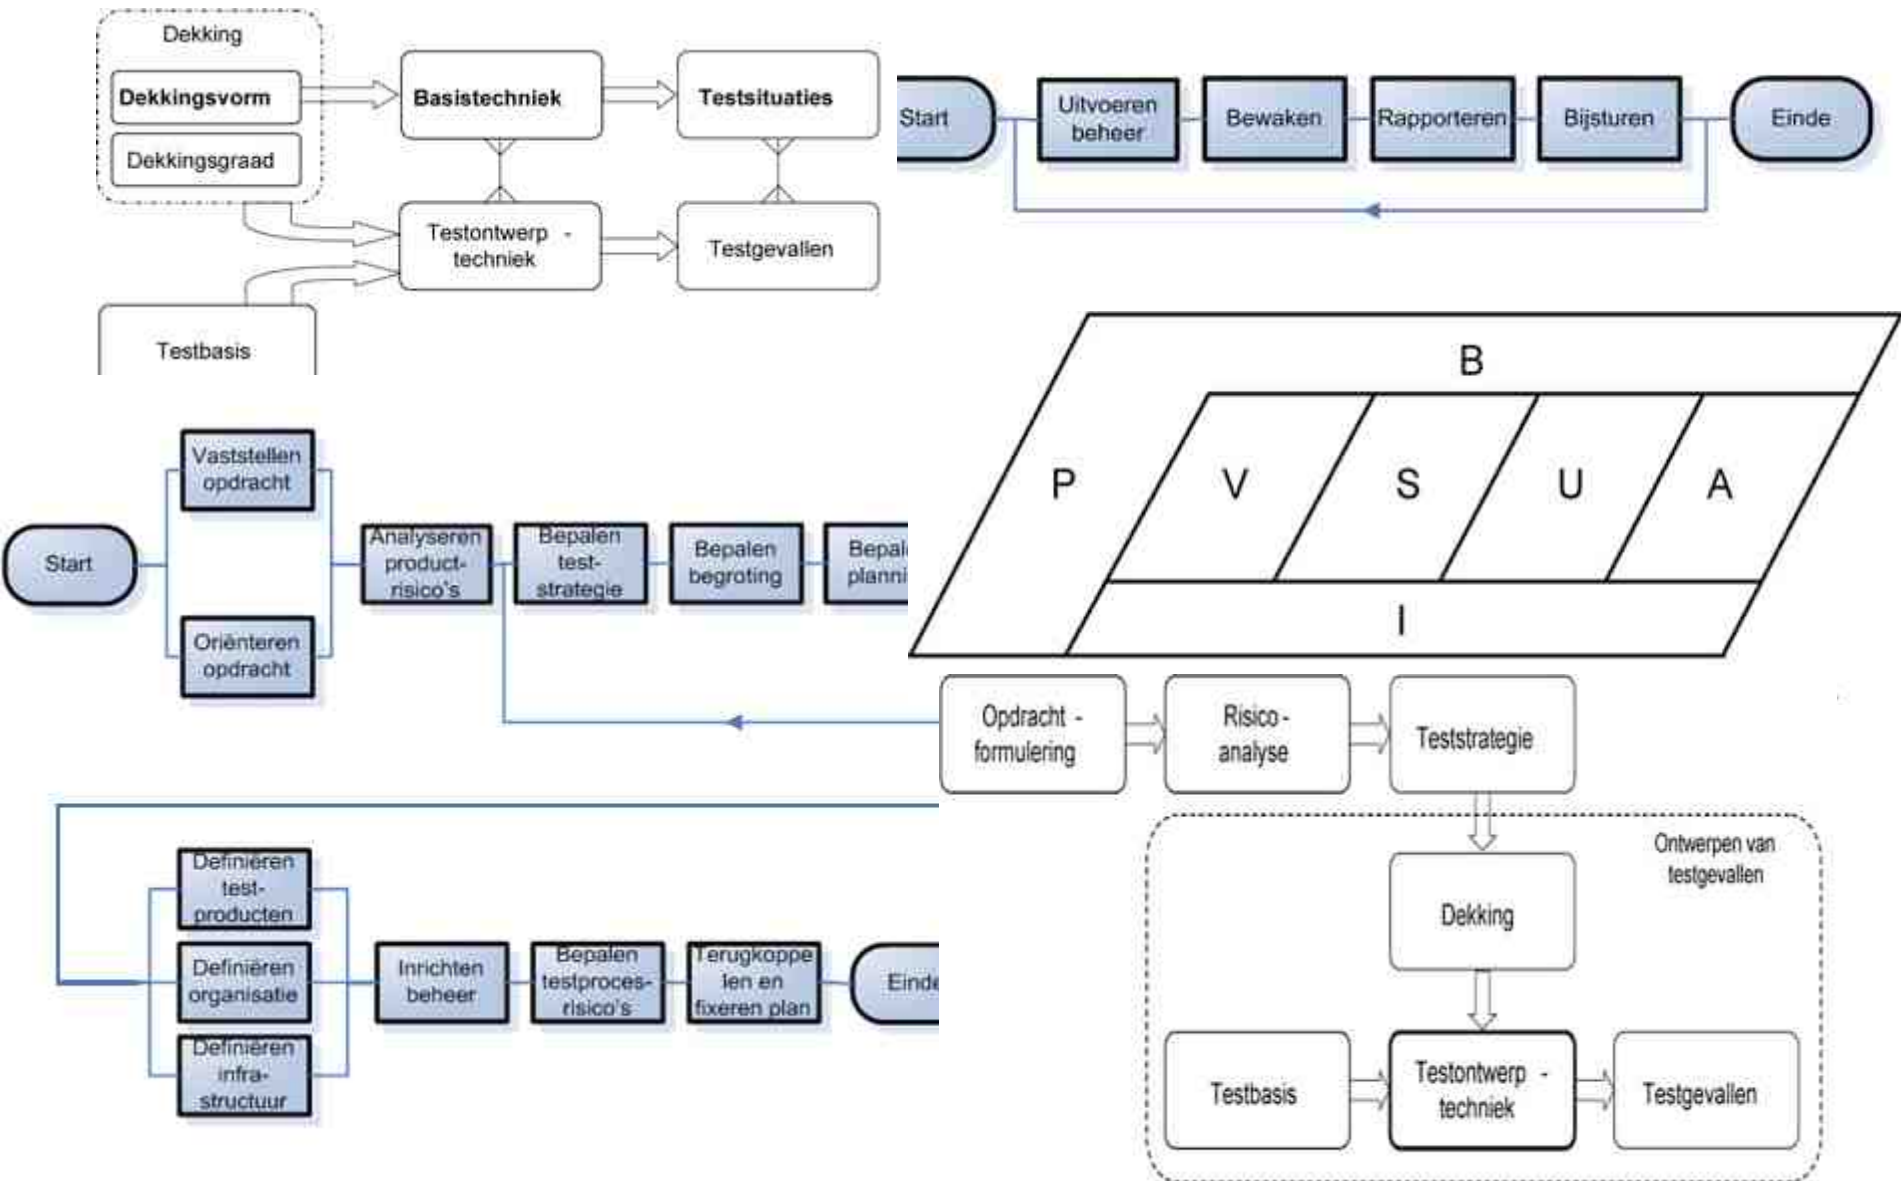 Dekking
Dekkingsvorm
Dekkingsgraad
Basistechniek
Testsituaties
Testontwerp -
techniek
Testgevallen
Testbasis
Start
Uitvoeren
beheer
Bewaken
Rapporteren
Bijsturen
Einde
B
P
V
S
U
A
I
Vaststellen
opdracht
Start
Oriënteren
opdracht
Analyseren
product-
risico's
Bepalen
test-
strategie
Bepalen
begroting
Bepal
planni
Definiëren
test-
producten
Definiëren
organisatie
Definiëren
infra-
structuur
Inrichten
beheer
Bepalen
testproces-
risico's
Terugkoppe
len en
fixeren plan
Einde
Opdracht -
formulering
Risico -
analyse
Teststrategie
Ontwerpen van
testgevallen
Dekking
Testbasis
Testontwerp -
techniek
Testgevallen